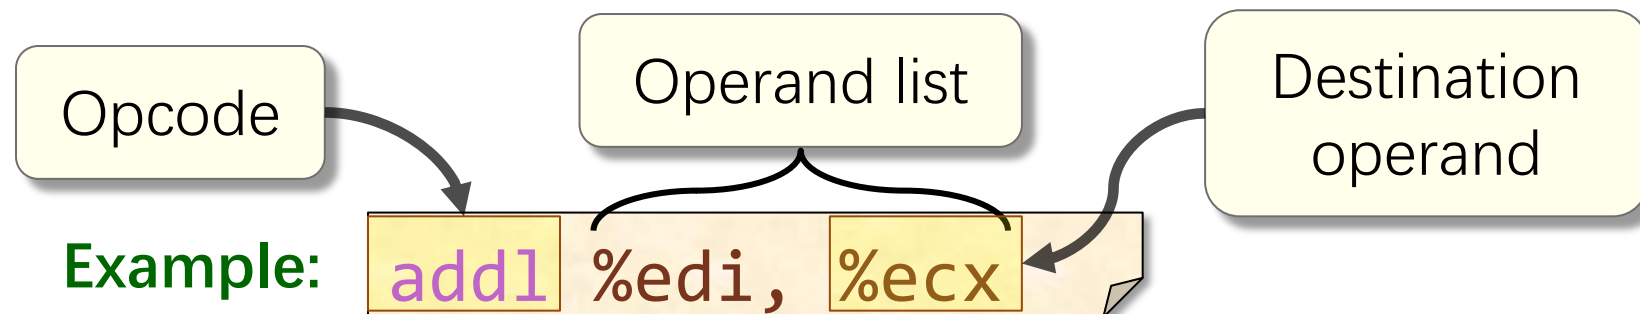 Opcode
Operand list
Destination
operand
Example:
addl %edi, %ecx